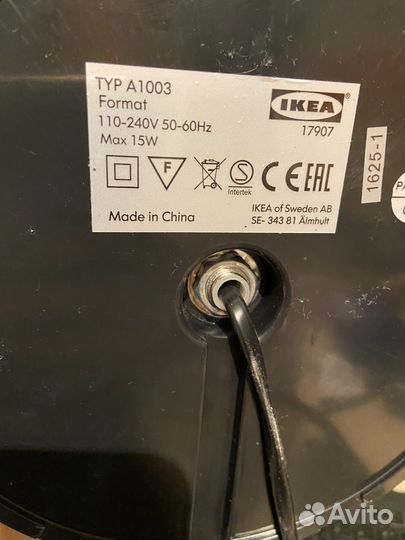 TYP A1003
Format
110-240V 50-60Hz
Max 15W
IKEA
17907
F
S
Intertek
CE EAC
Made in China
IKEA of Sweden AB
SE- 343 81 Älmhult
1625-1
Avito